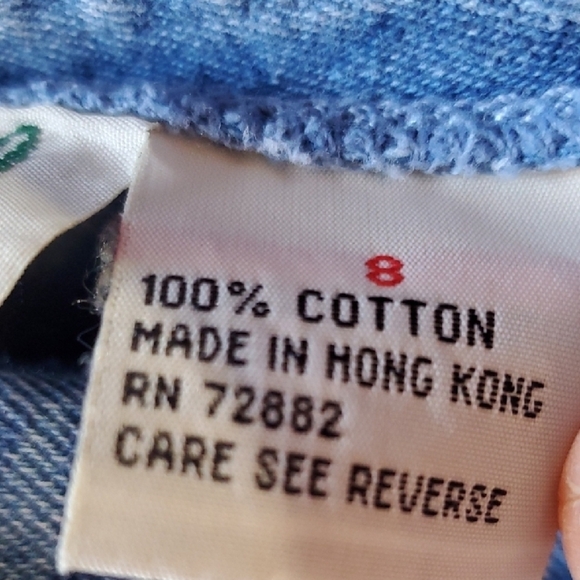 8
100% COTTON
MADE IN HONG KONG
RN 72882
CARE SEE REVERSE